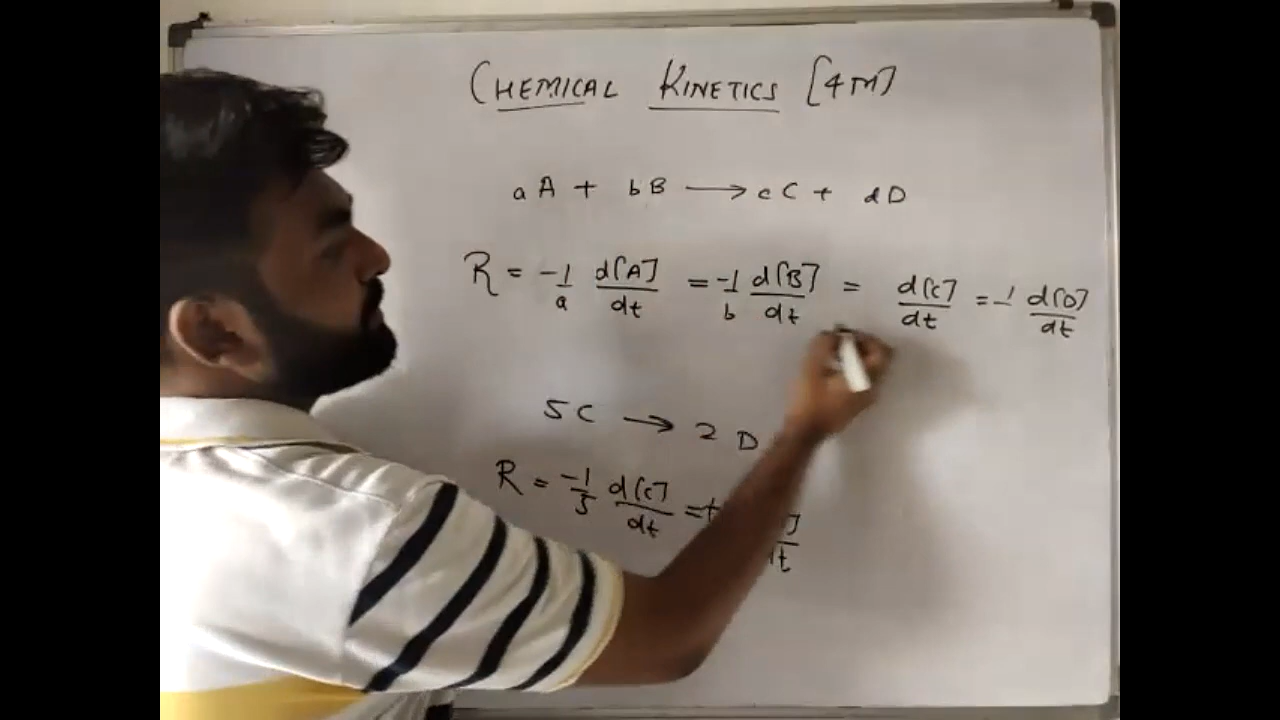 CHEMICAL KINETICS [4M]
aA + bB → cC + dD
R = -1/a d[A]/dt = -1/b d[B]/dt = d[C]/dt = -1 d[D]/dt
5C → 2D
R = -1/5 d[C]/dt = + ]/dt